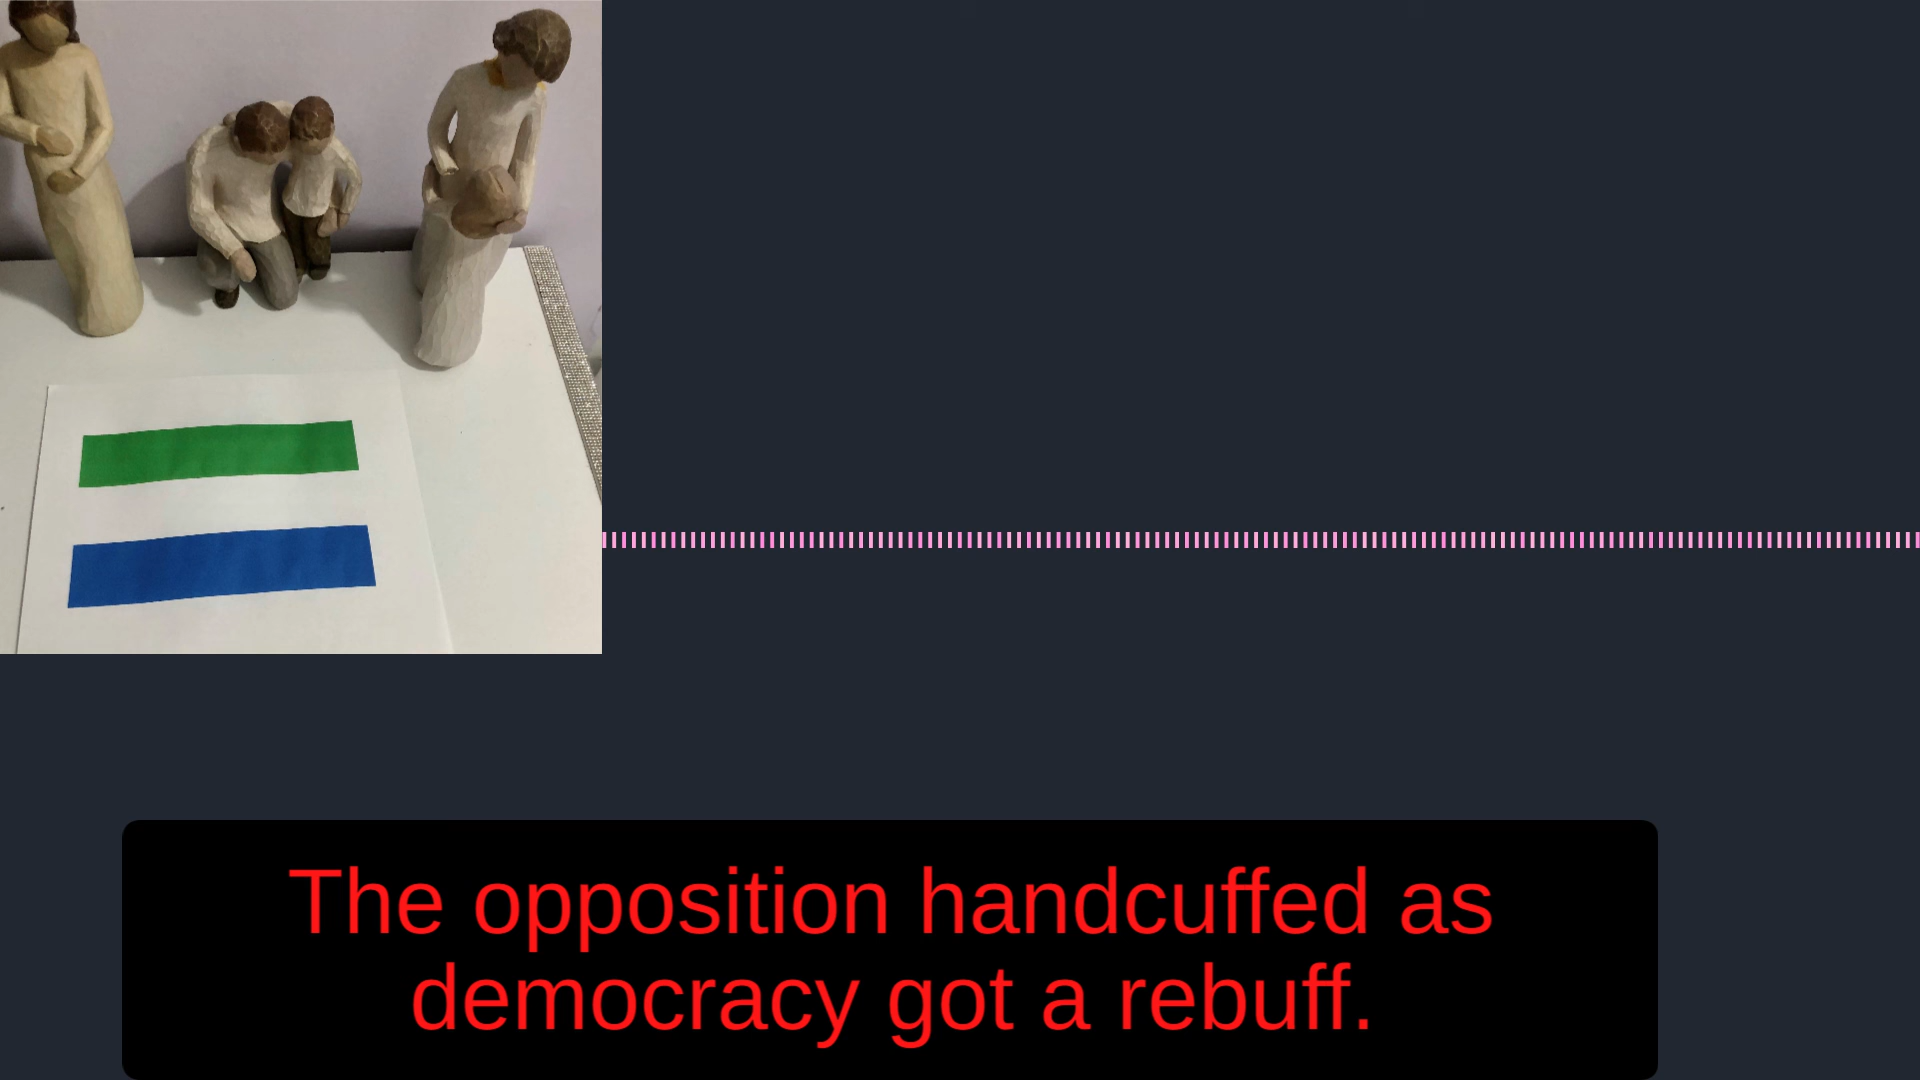 The opposition handcuffed as
democracy got a rebuff.